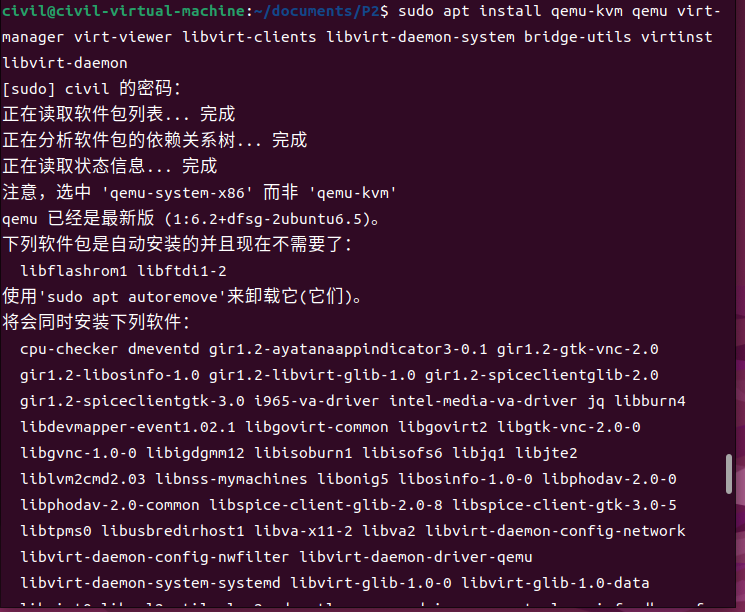 civil@civil-virtual-machine:~/documents/P2$ sudo apt install qemu-kvm qemu virt-
manager virt-viewer libvirt-clients libvirt-daemon-system bridge-utils virtinst
libvirt-daemon
[sudo] civil 的密码：
正在读取软件包列表... 完成
正在分析软件包的依赖关系树... 完成
正在读取状态信息... 完成
注意，选中 'qemu-system-x86' 而非 'qemu-kvm'
qemu 已经是最新版 (1:6.2+dfsg-2ubuntu6.5)。
下列软件包是自动安装的并且现在不需要了：
  libflashrom1 libftdi1-2
使用'sudo apt autoremove'来卸载它(它们)。
将会同时安装下列软件：
  cpu-checker dmeventd gir1.2-ayatanaappindicator3-0.1 gir1.2-gtk-vnc-2.0
  gir1.2-libosinfo-1.0 gir1.2-libvirt-glib-1.0 gir1.2-spiceclientglib-2.0
  gir1.2-spiceclientgtk-3.0 i965-va-driver intel-media-va-driver jq libburn4
  libdevmapper-event1.02.1 libgovirt-common libgovirt2 libgtk-vnc-2.0-0
  libgvnc-1.0-0 libigdgmm12 libisoburn1 libisofs6 libjq1 libjte2
  liblvm2cmd2.03 libnss-mymachines libonig5 libosinfo-1.0-0 libphodav-2.0-0
  libphodav-2.0-common libspice-client-glib-2.0-8 libspice-client-gtk-3.0-5
  libtpms0 libusbredirhost1 libva-x11-2 libva2 libvirt-daemon-config-network
  libvirt-daemon-config-nwfilter libvirt-daemon-driver-qemu
  libvirt-daemon-system-systemd libvirt-glib-1.0-0 libvirt-glib-1.0-data